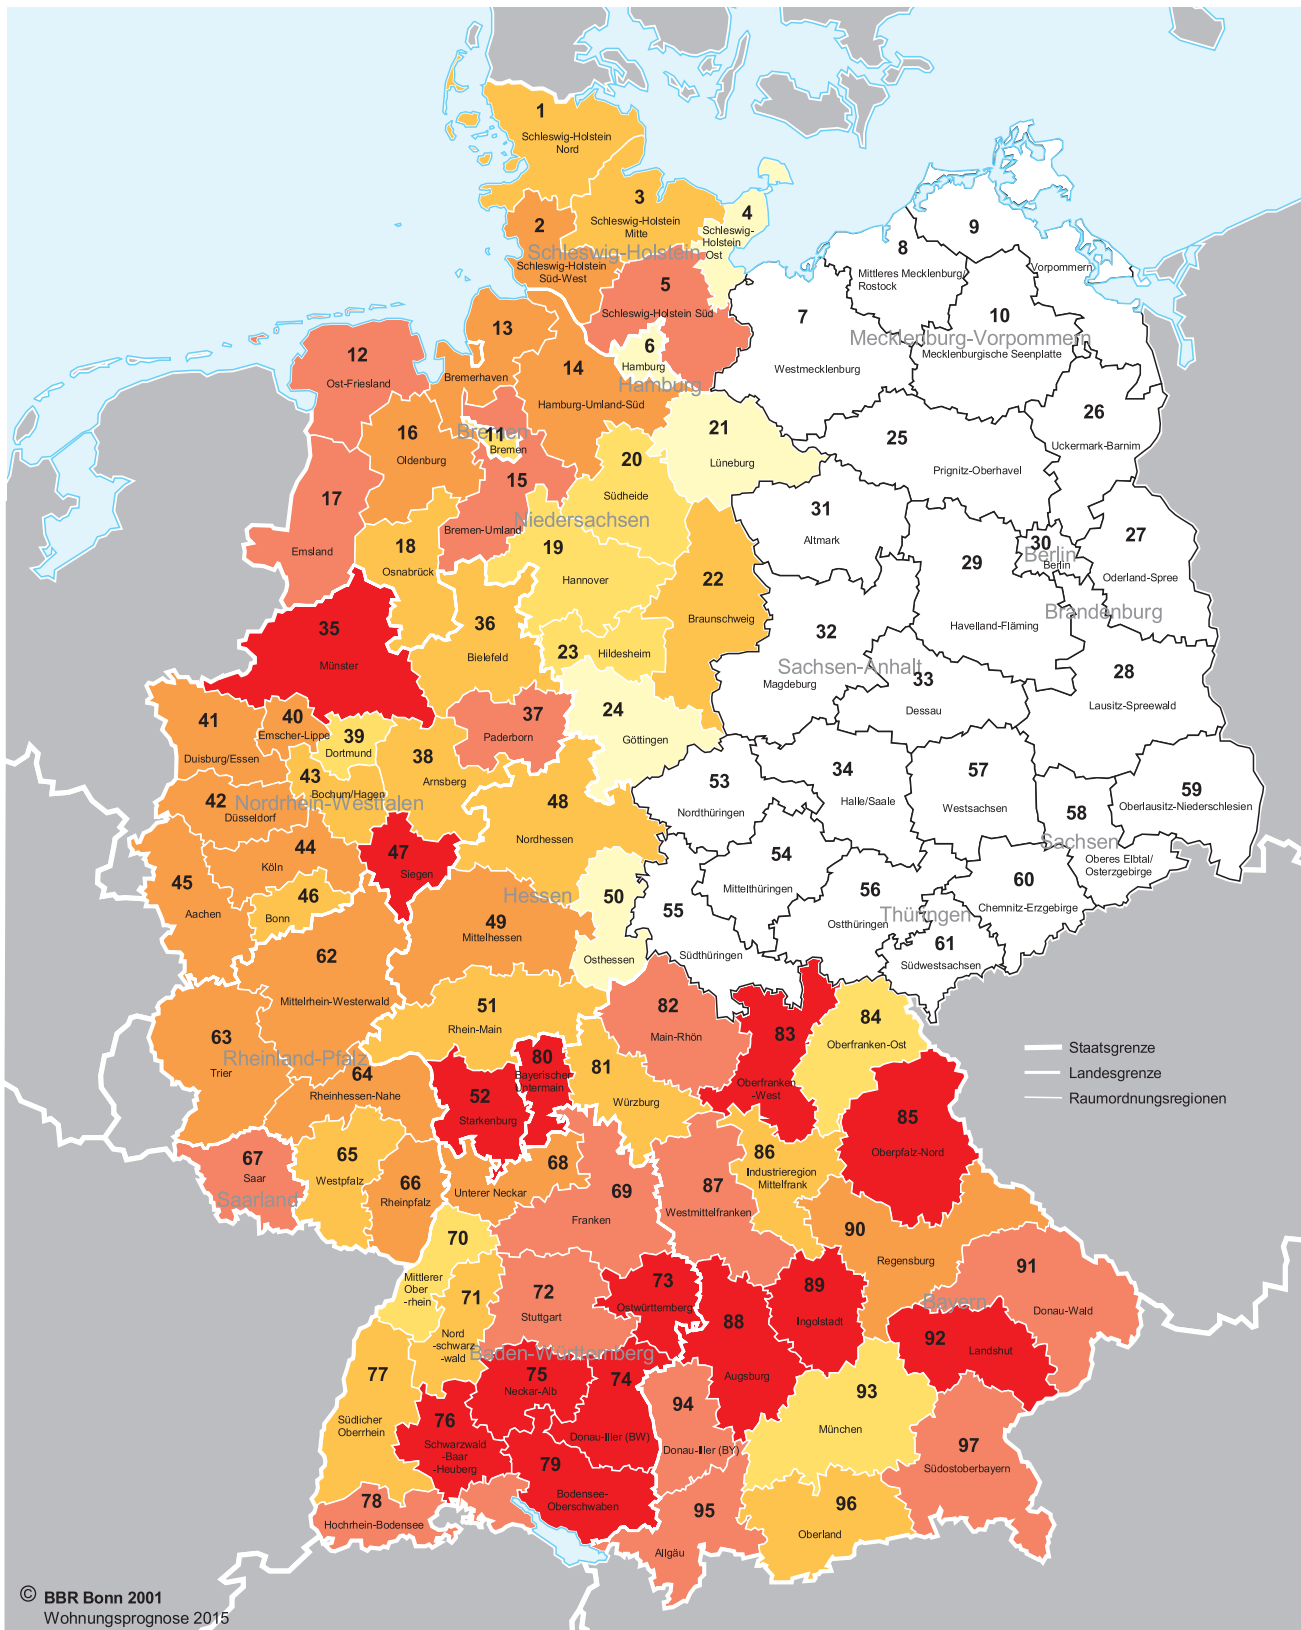 1
Schleswig-Holstein
Nord
2
Schleswig-Holstein
Süd-West
3
Schleswig-Holstein
Mitte
4
Schleswig-
Holstein
Ost
Schleswig-Holstein
5
Schleswig-Holstein Süd
6
Hamburg
Hamburg
7
Westmecklenburg
8
Mittleres Mecklenburg/
Rostock
9
Vorpommern
10
Mecklenburgische Seenplatte
Mecklenburg-Vorpommern
11
Bremen
Bremen
12
Ost-Friesland
13
Bremerhaven
14
Hamburg-Umland-Süd
15
Bremen-Umland
16
Oldenburg
17
Emsland
18
Osnabrück
19
Hannover
Niedersachsen
20
Südheide
21
Lüneburg
22
Braunschweig
23
Hildesheim
24
Göttingen
25
Prignitz-Oberhavel
26
Uckermark-Barnim
27
Oderland-Spree
28
Lausitz-Spreewald
29
Havelland-Fläming
30
Berlin
Berlin
Brandenburg
31
Altmark
32
Magdeburg
Sachsen-Anhalt
33
Dessau
34
Halle/Saale
35
Münster
36
Bielefeld
37
Paderborn
38
Arnsberg
39
Dortmund
40
Emscher-Lippe
41
Duisburg/Essen
42
Düsseldorf
43
Bochum/Hagen
Nordrhein-Westfalen
44
Köln
45
Aachen
46
Bonn
47
Siegen
48
Nordhessen
49
Mittelhessen
Hessen
50
Osthessen
51
Rhein-Main
52
Starkenburg
53
Nordthüringen
54
Mittelthüringen
55
Südthüringen
56
Ostthüringen
Thüringen
57
Westsachsen
58
Sachsen
Oberes Elbtal/
Osterzgebirge
59
Oberlausitz-Niederschlesien
60
Chemnitz-Erzgebirge
61
Südwestsachsen
62
Mittelrhein-Westerwald
63
Trier
Rheinland-Pfalz
64
Rheinhessen-Nahe
65
Westpfalz
66
Rheinpfalz
67
Saar
Saarland
68
Unterer Neckar
69
Franken
70
Mittlerer
Ober
-rhein
71
Nord
-schwarz
-wald
72
Stuttgart
73
Ostwürttemberg
Baden-Württemberg
74
Donau-Iller (BW)
75
Neckar-Alb
76
Schwarzwald
-Baar
-Heuberg
77
Südlicher
Oberrhein
78
Hochrhein-Bodensee
79
Bodensee-
Oberschwaben
80
Bayerischer
Untermain
81
Würzburg
82
Main-Rhön
83
Oberfranken
-West
84
Oberfranken-Ost
85
Oberpfalz-Nord
86
Industrieregion
Mittelfrank
87
Westmittelfranken
88
Augsburg
89
Ingolstadt
90
Regensburg
Bayern
91
Donau-Wald
92
Landshut
93
München
94
Donau-Iller (BY)
95
Allgäu
96
Oberland
97
Südostoberbayern
Staatsgrenze
Landesgrenze
Raumordnungsregionen
© BBR Bonn 2001
Wohnungsprognose 2015